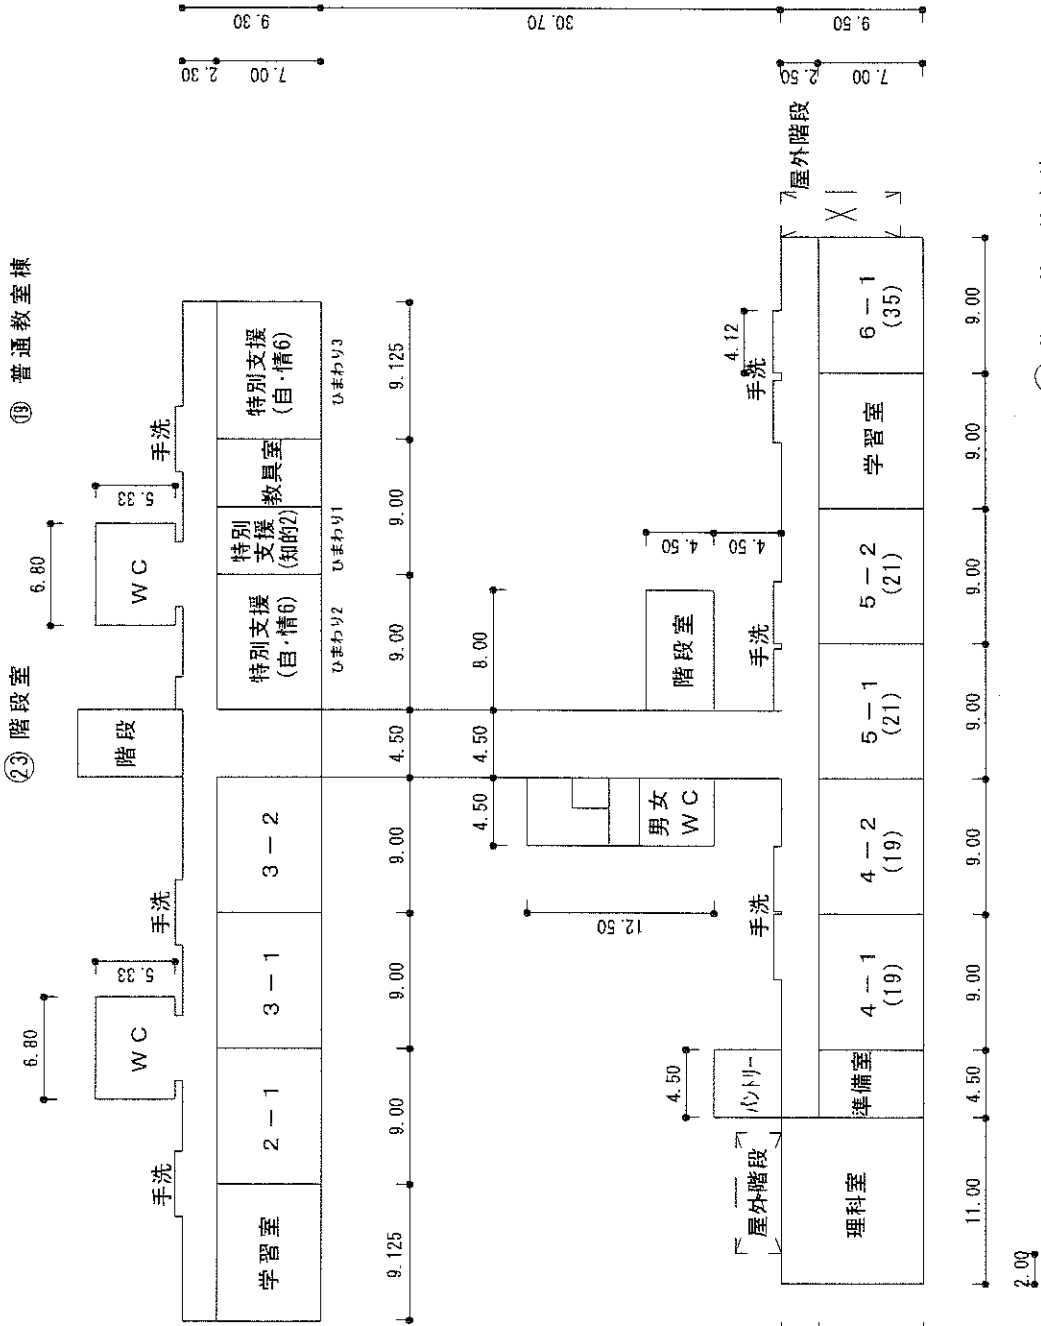 ⑲ 普通教室棟
㉓ 階段室
9.30
30.70
9.50
2.30
7.00
2.50
7.00
屋外階段
手洗
5.33
6.80
WC
階段
手洗
5.33
6.80
WC
手洗
特別支援
(自・情6)
ひまわり3
教具室
特別
支援
(知的2)
ひまわり1
特別支援
(自・情6)
ひまわり2
3-2
3-1
2-1
学習室
9.125
9.00
9.00
4.50
9.00
9.00
9.00
9.125
8.00
4.50
4.50
階段室
4.50
4.50
男女
WC
12.50
4.12
手洗
手洗
手洗
4.50
パントリー
屋外階段
6-1
(35)
学習室
5-2
(21)
5-1
(21)
4-2
(19)
4-1
(19)
準備室
理科室
9.00
9.00
9.00
9.00
9.00
9.00
4.50
11.00
2.00